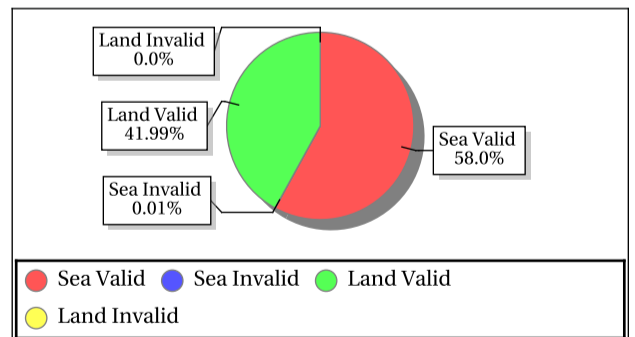 Land Invalid
0.0%
Land Valid
41.99%
Sea Invalid
0.01%
Sea Valid
58.0%
Sea Valid Sea Invalid Land Valid
Land Invalid